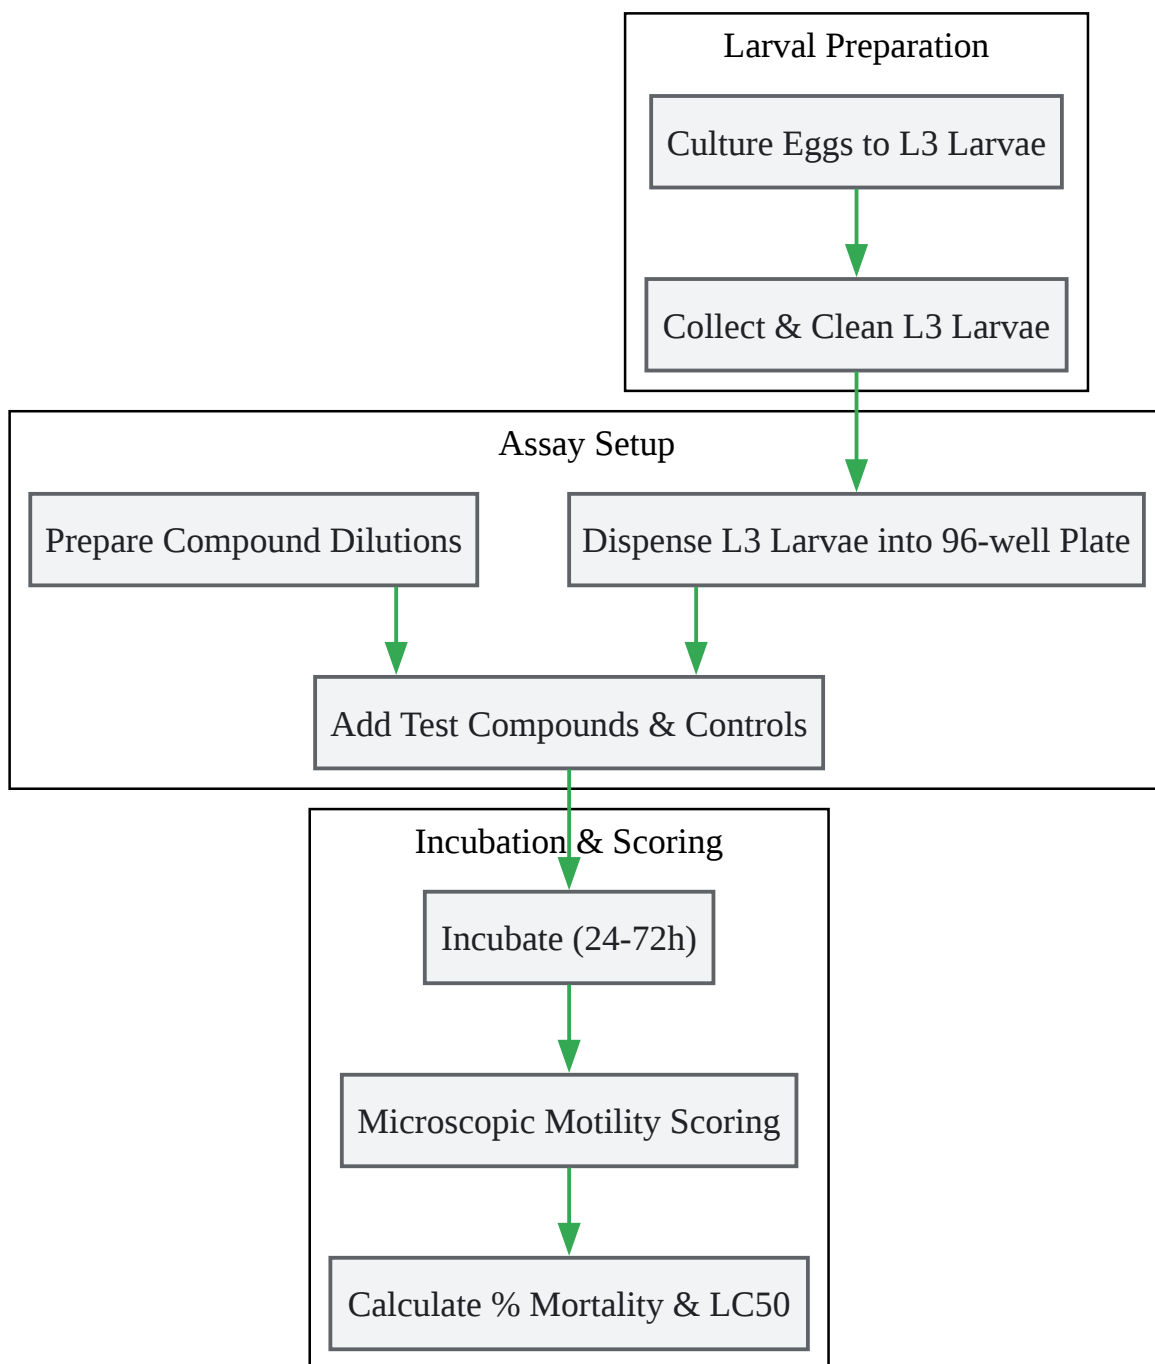 Larval Preparation
Culture Eggs to L3 Larvae
Collect & Clean L3 Larvae
Assay Setup
Prepare Compound Dilutions
Dispense L3 Larvae into 96-well Plate
Add Test Compounds & Controls
Incubation & Scoring
Incubate (24-72h)
Microscopic Motility Scoring
Calculate % Mortality & LC50